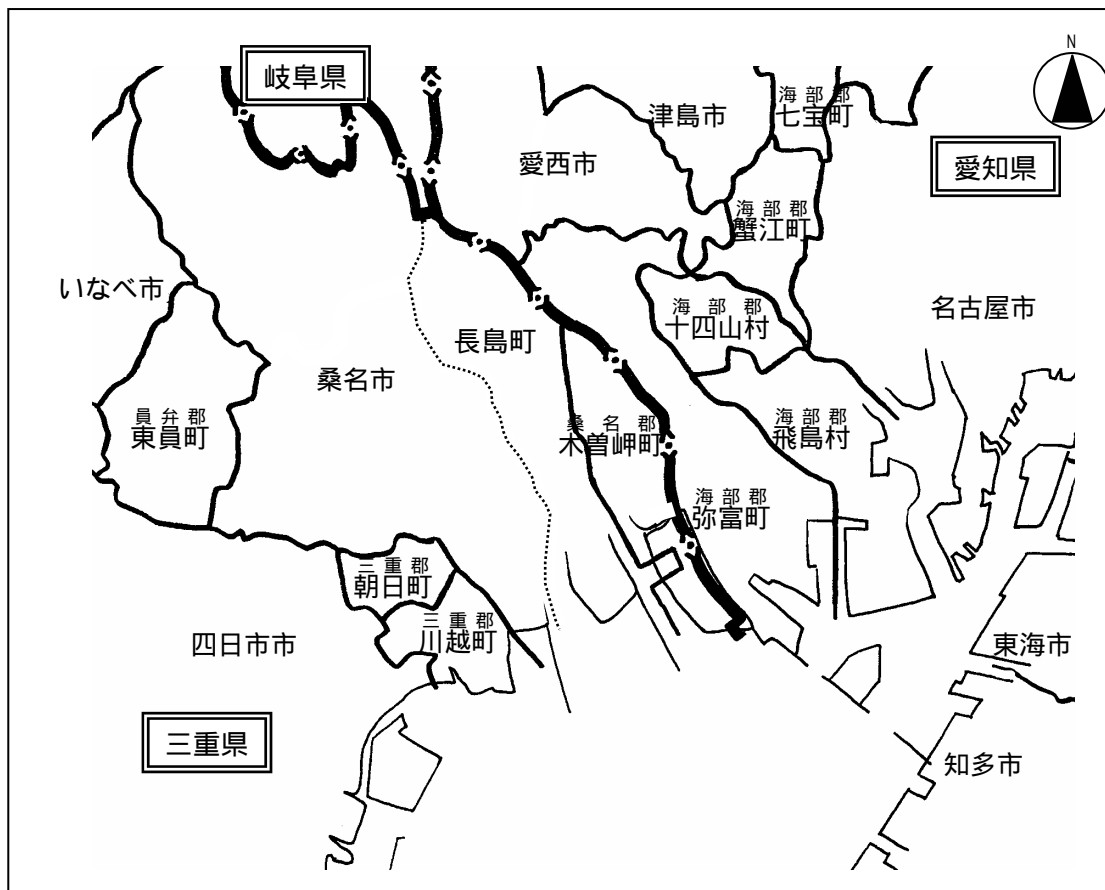 N
岐阜県
海部郡
七宝町
津島市
愛西市
愛知県
海部郡
蟹江町
いなべ市
海部郡
十四山村
名古屋市
長島町
桑名市
員弁郡
東員町
桑名郡
木曽岬町
海部郡
飛島村
海部郡
弥富町
三重郡
朝日町
三重郡
川越町
四日市市
東海市
三重県
知多市